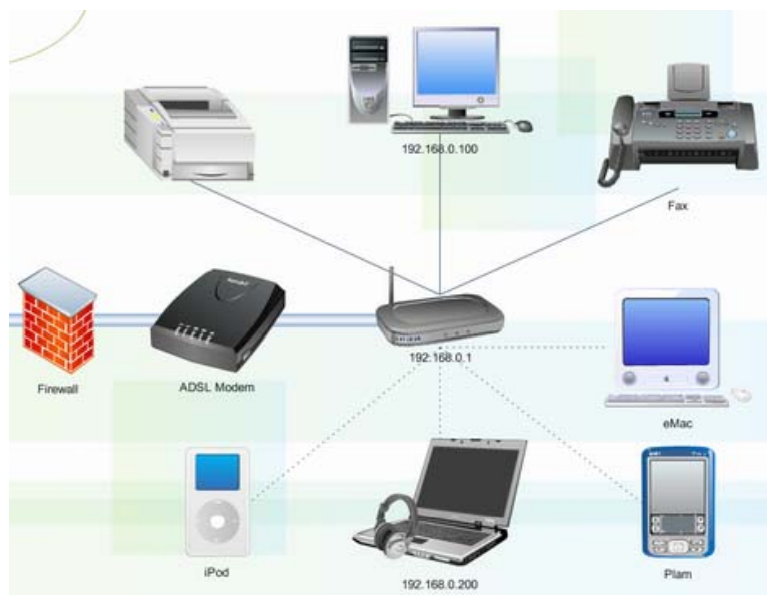 192.168.0.100
Fax
192.168.0.1
Firewall
ADSL Modem
eMac
iPod
192.168.0.200
Plam